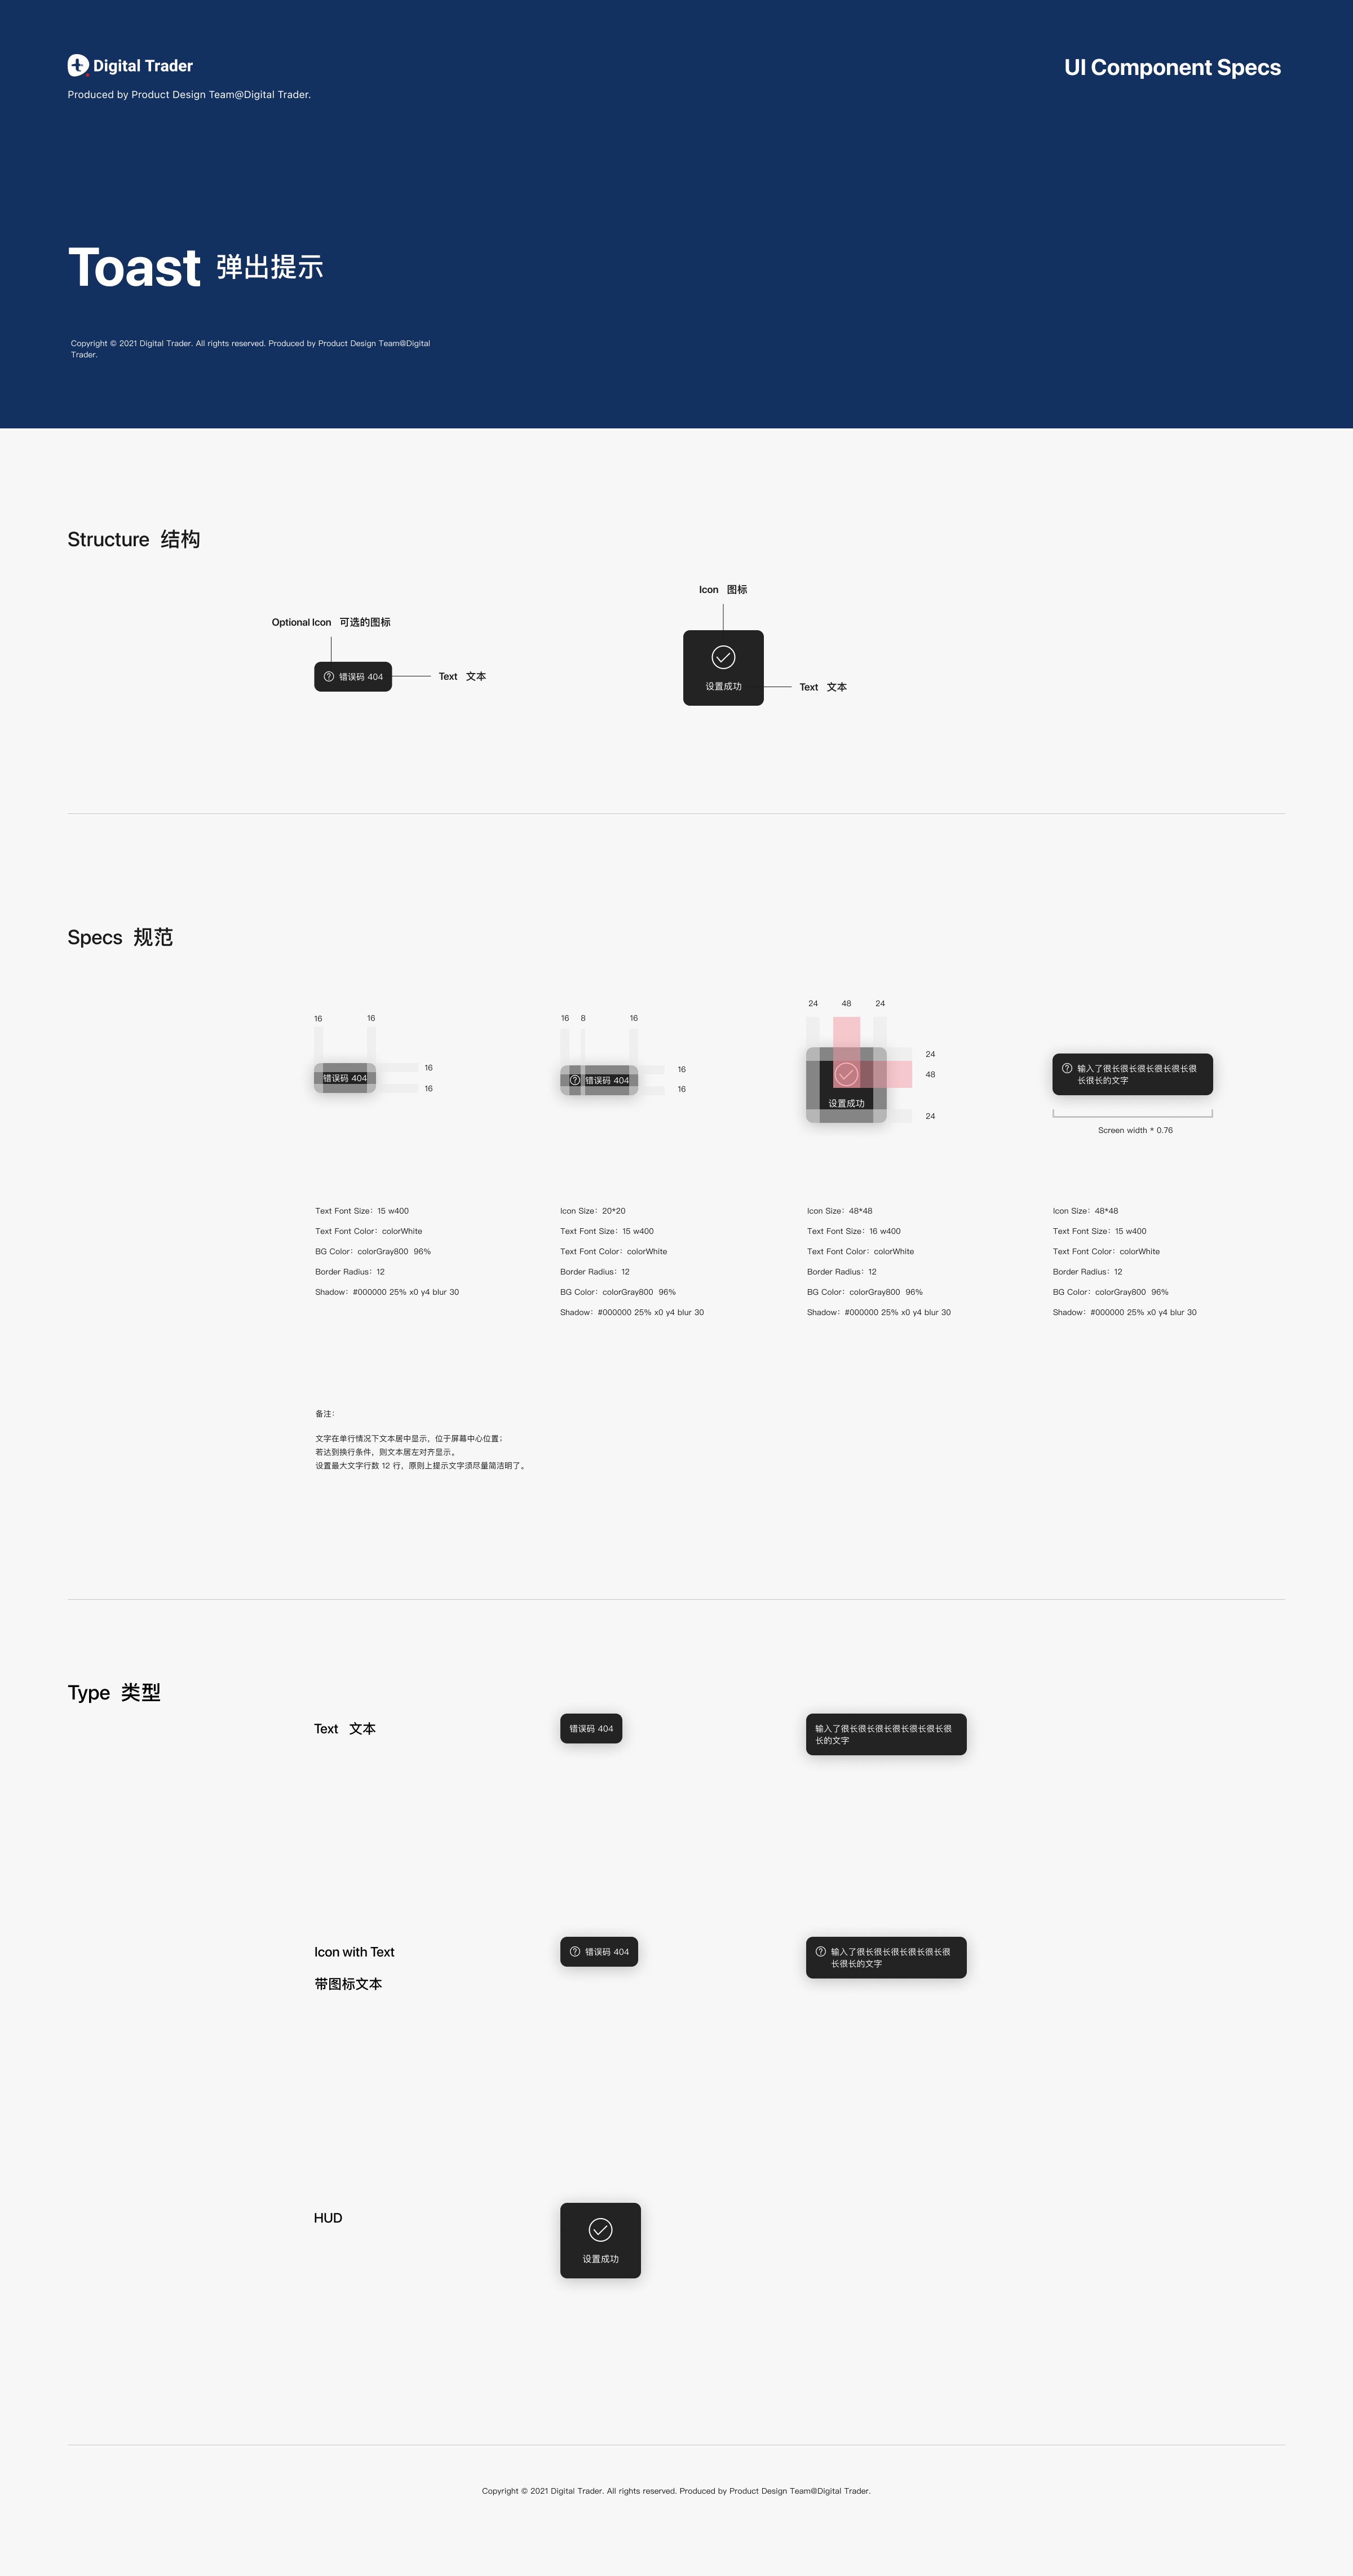 Digital Trader
UI Component Specs
Produced by Product Design Team@Digital Trader.
Toast 弹出提示
Copyright © 2021 Digital Trader. All rights reserved. Produced by Product Design Team@Digital
Trader.
Structure 结构
Optional Icon 可选的图标
错误码 404
Text 文本
Icon 图标
设置成功
Text 文本
Specs 规范
16
16
错误码 404
16
16
16
8
16
错误码 404
16
16
24
48
24
设置成功
24
48
24
输入了很长很长很长很长很长很
长很长的文字
Screen width * 0.76
Text Font Size：15 w400
Text Font Color：colorWhite
BG Color：colorGray800 96%
Border Radius：12
Shadow：#000000 25% x0 y4 blur 30
Icon Size：20*20
Text Font Size：15 w400
Text Font Color：colorWhite
Border Radius：12
BG Color：colorGray800 96%
Shadow：#000000 25% x0 y4 blur 30
Icon Size：48*48
Text Font Size：16 w400
Text Font Color：colorWhite
Border Radius：12
BG Color：colorGray800 96%
Shadow：#000000 25% x0 y4 blur 30
Icon Size：48*48
Text Font Size：15 w400
Text Font Color：colorWhite
Border Radius：12
BG Color：colorGray800 96%
Shadow：#000000 25% x0 y4 blur 30
备注：
文字在单行情况下文本居中显示，位于屏幕中心位置；
若达到换行条件，则文本居左对齐显示。
设置最大文字行数 12 行，原则上提示文字须尽量简洁明了。
Type 类型
Text 文本
错误码 404
输入了很长很长很长很长很长很长很
长的文字
Icon with Text
带图标文本
错误码 404
输入了很长很长很长很长很长很
长很长的文字
HUD
设置成功
Copyright © 2021 Digital Trader. All rights reserved. Produced by Product Design Team@Digital Trader.